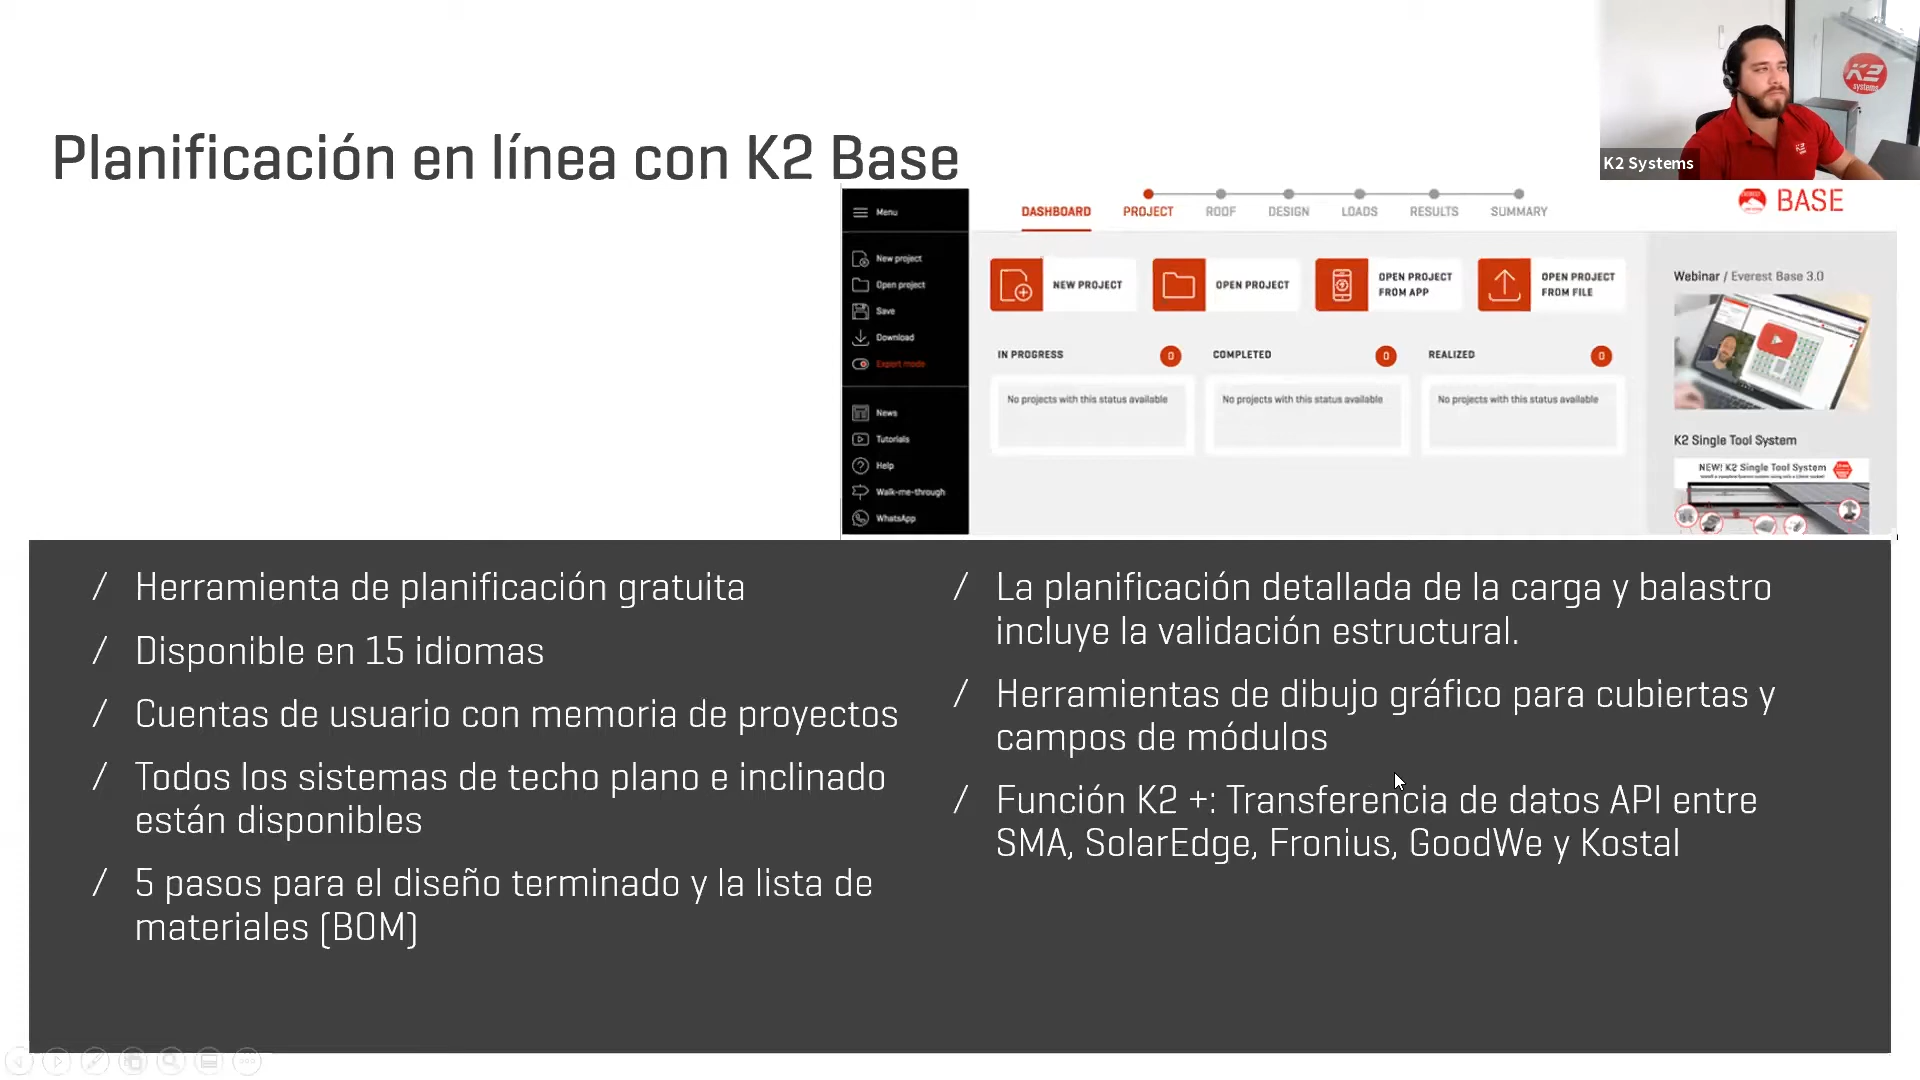 K2
systems
K2
K2 Systems
Planificación en línea con K2 Base
Menu
New project
Open project
Save
Download
Expert mode
News
Tutorials
Help
Walk-me-through
WhatsApp
DASHBOARD
PROJECT
ROOF
DESIGN
LOADS
RESULTS
SUMMARY
BASE
NEW PROJECT
OPEN PROJECT
OPEN PROJECT
FROM APP
OPEN PROJECT
FROM FILE
IN PROGRESS
0
COMPLETED
0
REALIZED
0
No projects with this status available
No projects with this status available
No projects with this status available
Webinar / Everest Base 3.0
K2 Single Tool System
NEW! K2 Single Tool System
/ Herramienta de planificación gratuita
/ Disponible en 15 idiomas
/ Cuentas de usuario con memoria de proyectos
/ Todos los sistemas de techo plano e inclinado
están disponibles
/ 5 pasos para el diseño terminado y la lista de
materiales (BOM)
/ La planificación detallada de la carga y balastro
incluye la validación estructural.
/ Herramientas de dibujo gráfico para cubiertas y
campos de módulos
/ Función K2 +: Transferencia de datos API entre
SMA, SolarEdge, Fronius, GoodWe y Kostal